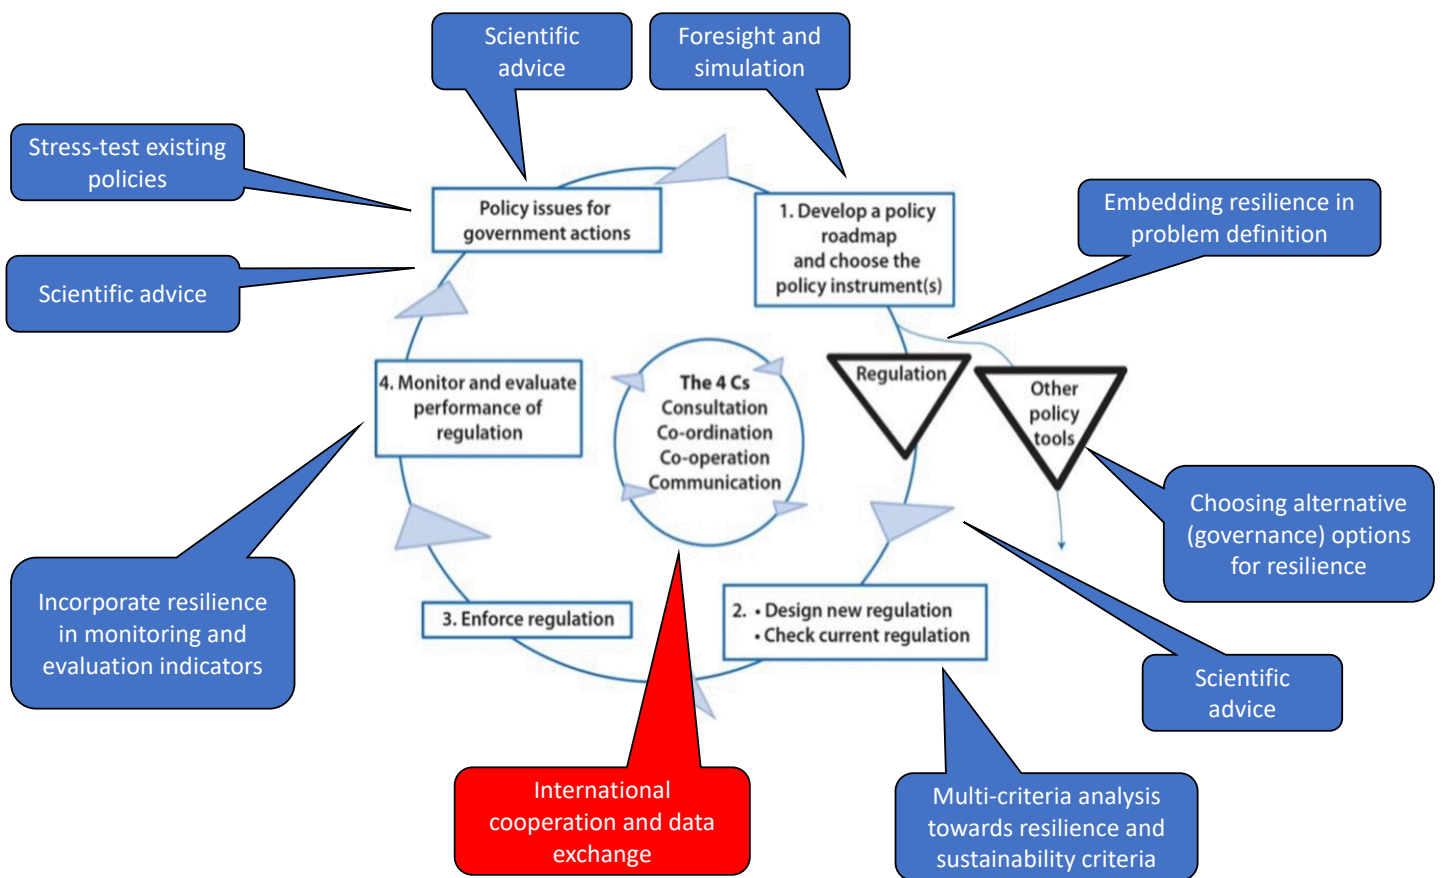 Scientific
advice
Foresight and
simulation
Stress-test existing
policies
Policy issues for
government actions
1. Develop a policy
roadmap
and choose the
policy instrument(s)
Embedding resilience in
problem definition
Scientific advice
4. Monitor and evaluate
performance of
regulation
The 4 Cs
Consultation
Co-ordination
Co-operation
Communication
Regulation
Other
policy
tools
Choosing alternative
(governance) options
for resilience
Incorporate resilience
in monitoring and
evaluation indicators
3. Enforce regulation
2. • Design new regulation
• Check current regulation
Scientific
advice
International
cooperation and data
exchange
Multi-criteria analysis
towards resilience and
sustainability criteria